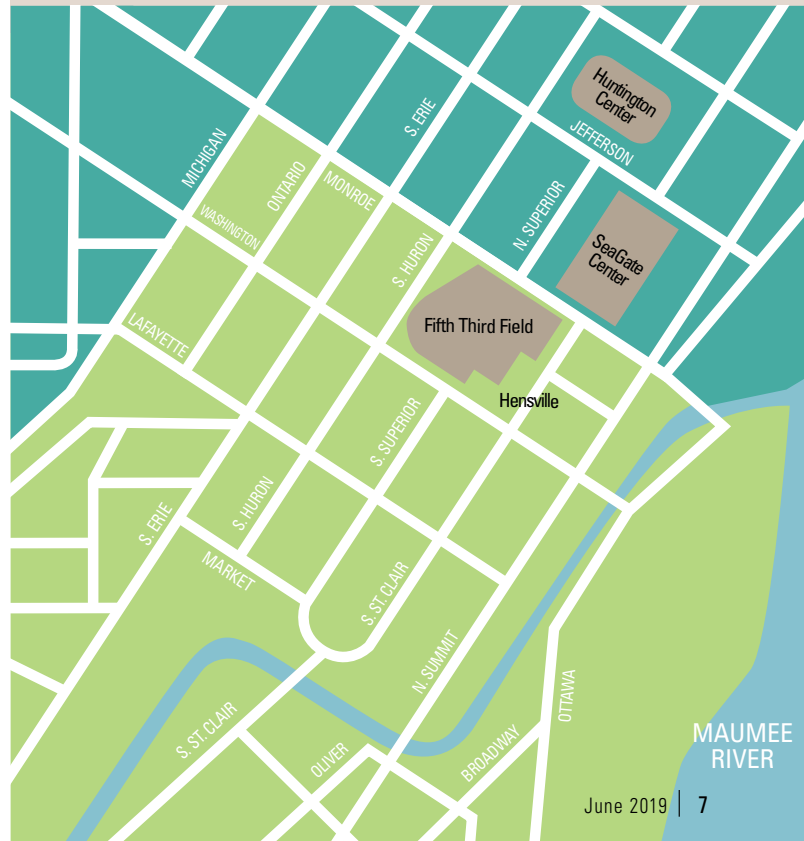 Huntington
Center
JEFFERSON
S. ERIE
MICHIGAN
ONTARIO
MONROE
N. SUPERIOR
WASHINGTON
S. HURON
SeaGate
Center
Fifth Third Field
LAFAYETTE
Hensville
S. SUPERIOR
S. HURON
S. ERIE
MARKET
S. ST. CLAIR
N. SUMMIT
OTTAWA
S. ST. CLAIR
OLIVER
BROADWAY
MAUMEE
RIVER
June 2019 | 7